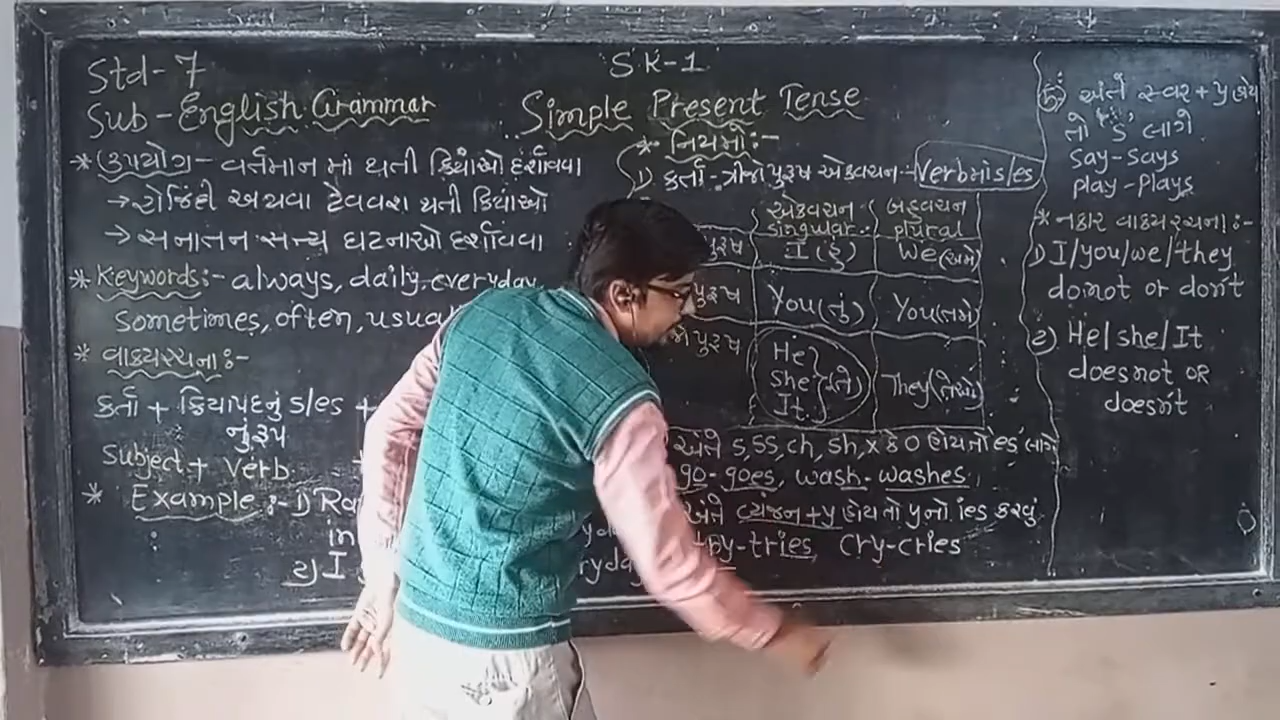 Std-7
SK-1
Sub-English Grammar
Simple Present Tense
* ઉપયોગ- વર્તમાન માં થતી ક્રિયાઓ દર્શાવવા
→ રોજિંદી અથવા ટેવવશ થતી ક્રિયાઓ
→ સનાતન સત્ય ઘટનાઓ દર્શાવવા
* Keywords:- always, daily, everyday
Sometimes, often,
* વાક્યરચના:-
કર્તા + ક્રિયાપદનું s/es +
નું રૂપ
Subject + Verb +
* Example:- 1)
in
2) I
* નિયમો:-
1) કર્તા - ત્રીજો પુરુષ એકવચન - Verbમાં s/es
એકવચન બહુવચન
singular plural
પુરૂષ I (હું) We (અમે)
પુરૂષ You (તું) You (તમે)
પુરૂષ He She It (તે) They (તેઓ)
અંતે s, ss, ch, sh, x કે o હોય તો 'es' લાગે
go-goes, wash-washes
અંતે વ્યંજન + y હોય તો y નો ies કરવું
-tries, cry-cries
અંતે સ્વર + y હોય
તો 's' લાગે
Say-Says
play-plays
* નકાર વાક્યરચના:-
1) I/you/we/they
do not or don't
2) He/she/It
does not OR
doesn't